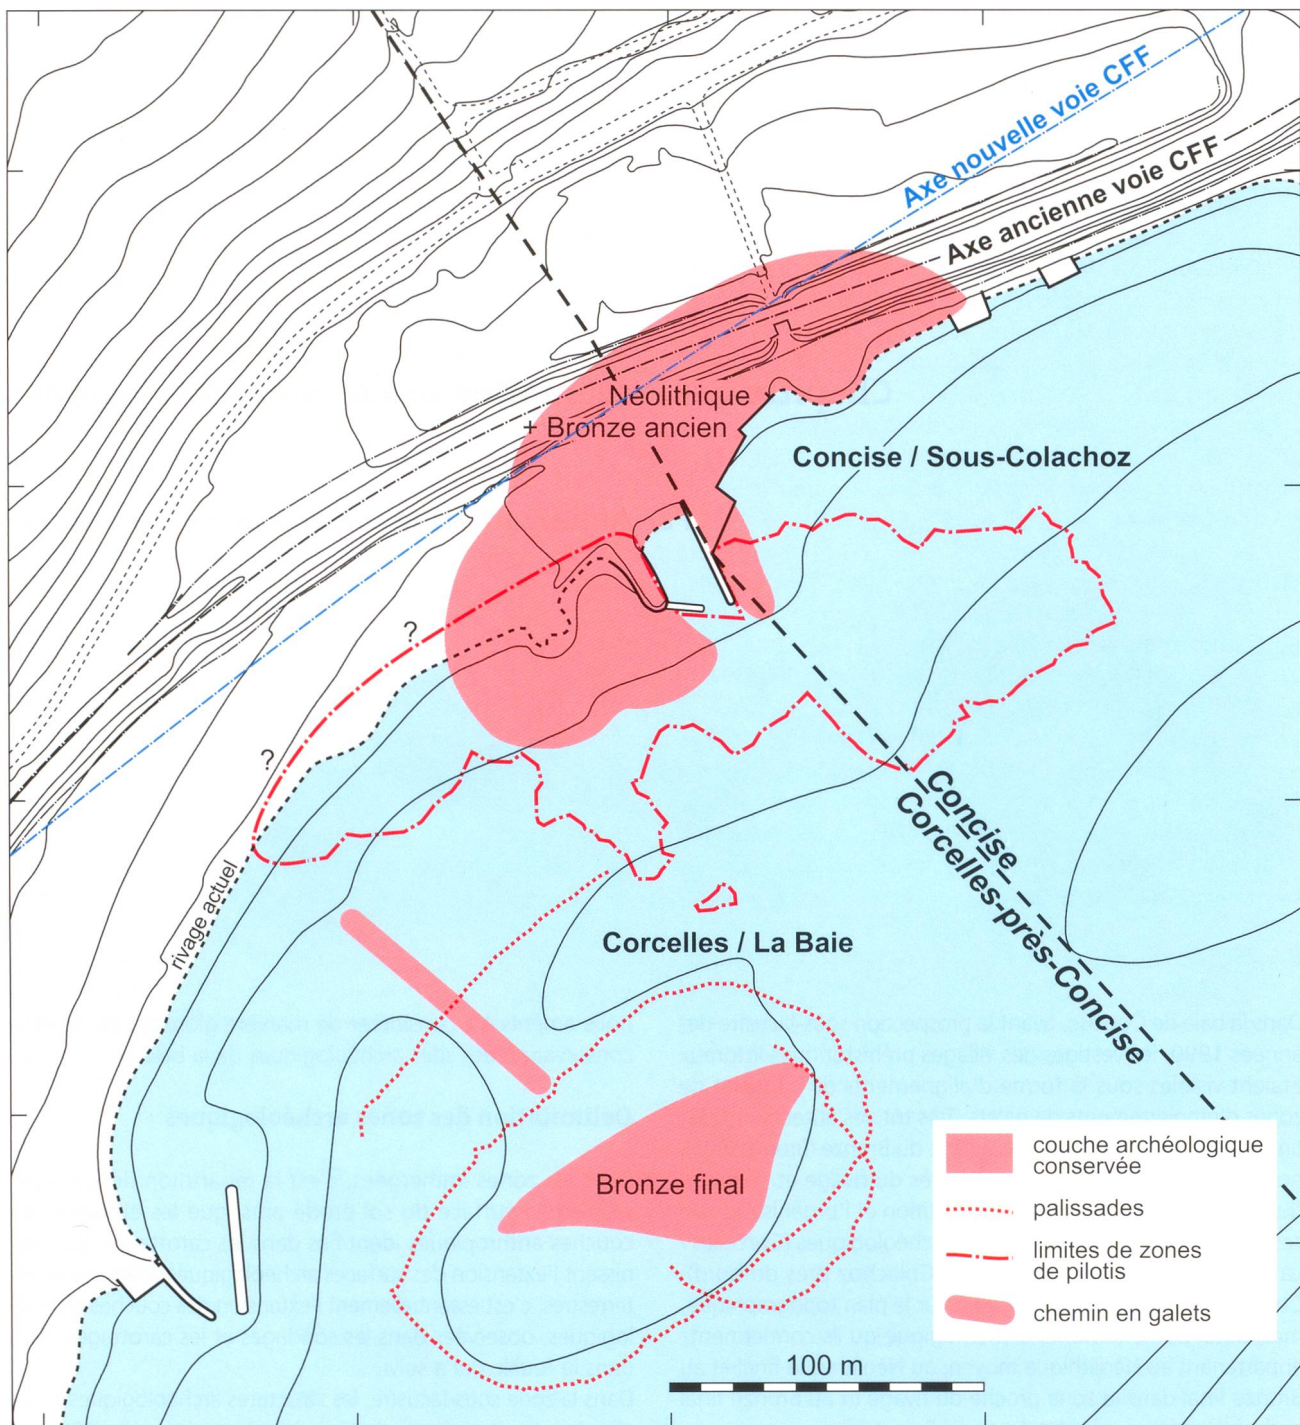 Axe nouvelle voie CFF
Axe ancienne voie CFF
Néolithique
+ Bronze ancien
Concise / Sous-Colachoz
?
?
rivage actuel
Concise
Corcelles-près-Concise
Corcelles / La Baie
Bronze final
couche archéologique
conservée
palissades
limites de zones
de pilotis
chemin en galets
100 m